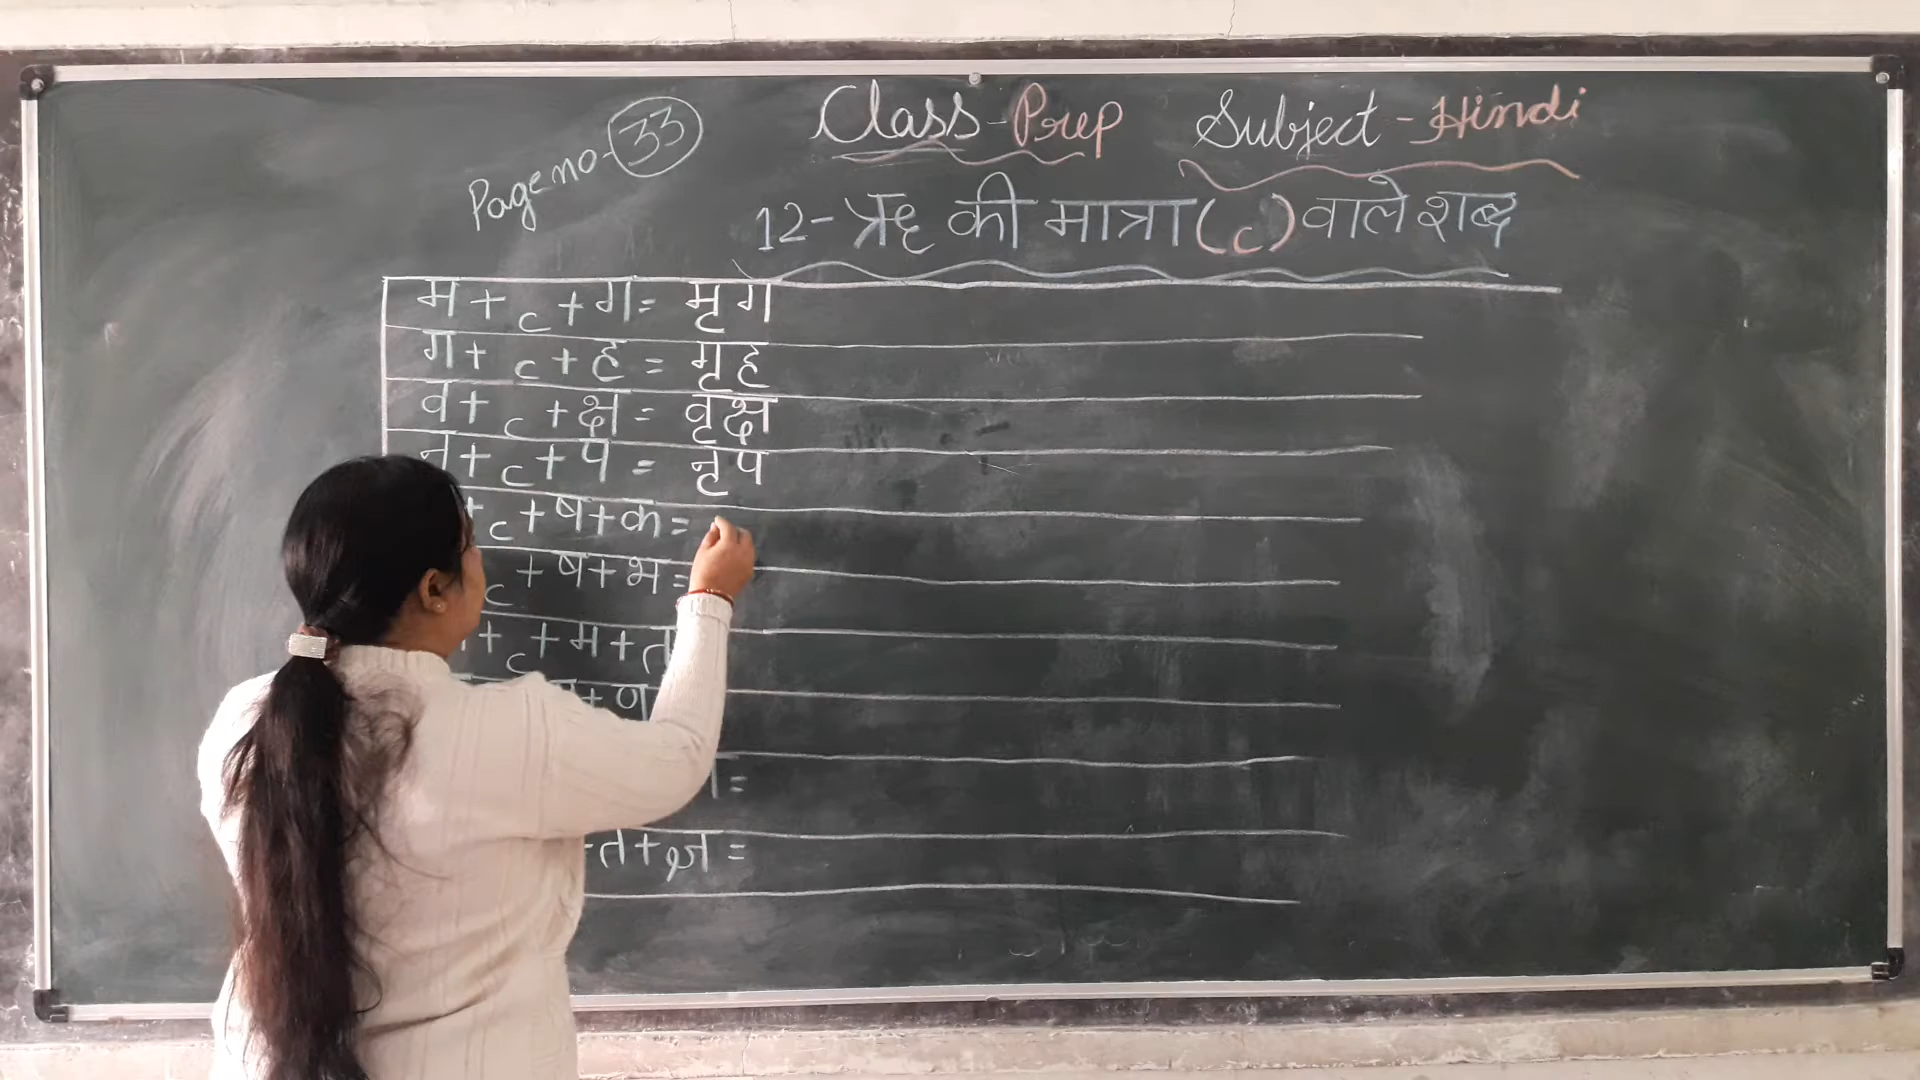 Class-Prep Subject-Hindi
Page no-33
12-ऋ की मात्रा(ृ)वाले शब्द
म+ृ+ग= मृग
ग+ृ+ह = गृह
व+ृ+क्ष = वृक्ष
न+ृ+प = नृप
+ृ+ष+क=
ृ+ष+भ=
+ृ+म+त
+ण
=
त+ज्ञ=